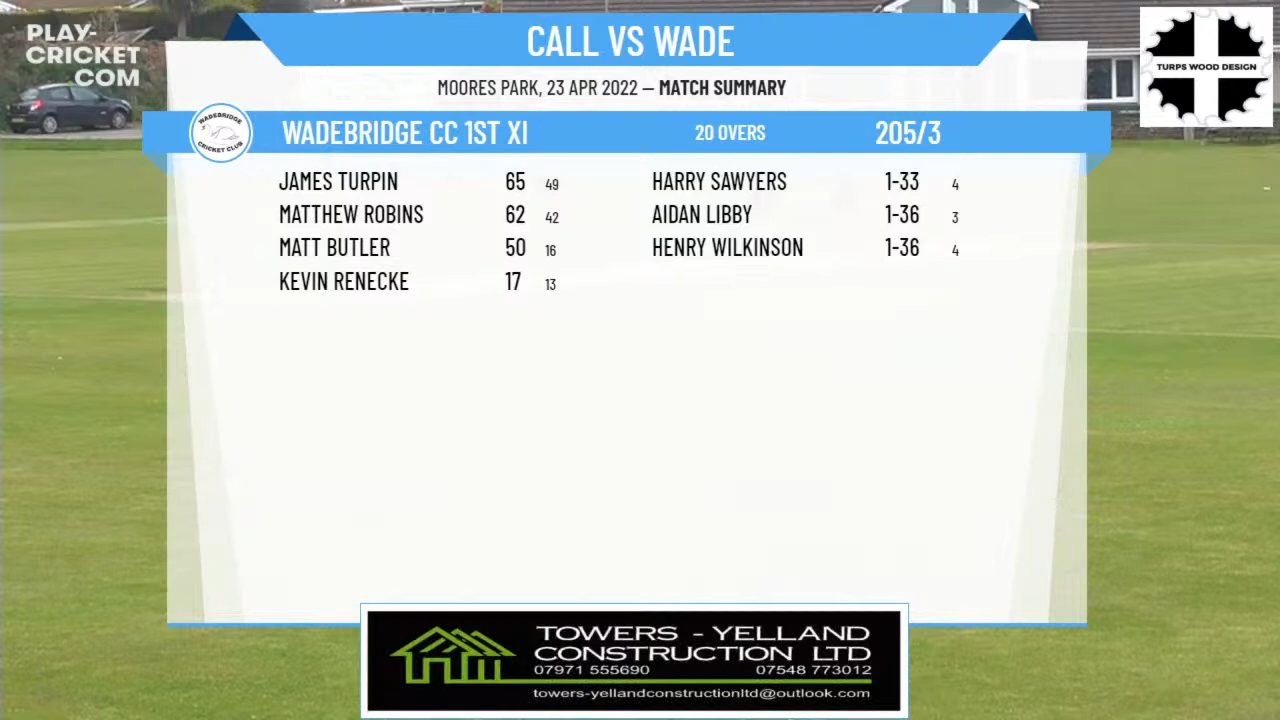 PLAY-
CRICKET
.COM
CALL VS WADE
TURPS WOOD DESIGN
MOORES PARK, 23 APR 2022 – MATCH SUMMARY
WADEBRIDGE CRICKET CLUB
WADEBRIDGE CC 1ST XI 20 OVERS 205/3
JAMES TURPIN 65 49 HARRY SAWYERS 1-33 4
MATTHEW ROBINS 62 42 AIDAN LIBBY 1-36 3
MATT BUTLER 50 16 HENRY WILKINSON 1-36 4
KEVIN RENECKE 17 13
TOWERS - YELLAND
CONSTRUCTION LTD
07971 555690 07548 773012
towers-yellandconstructionltd@outlook.com